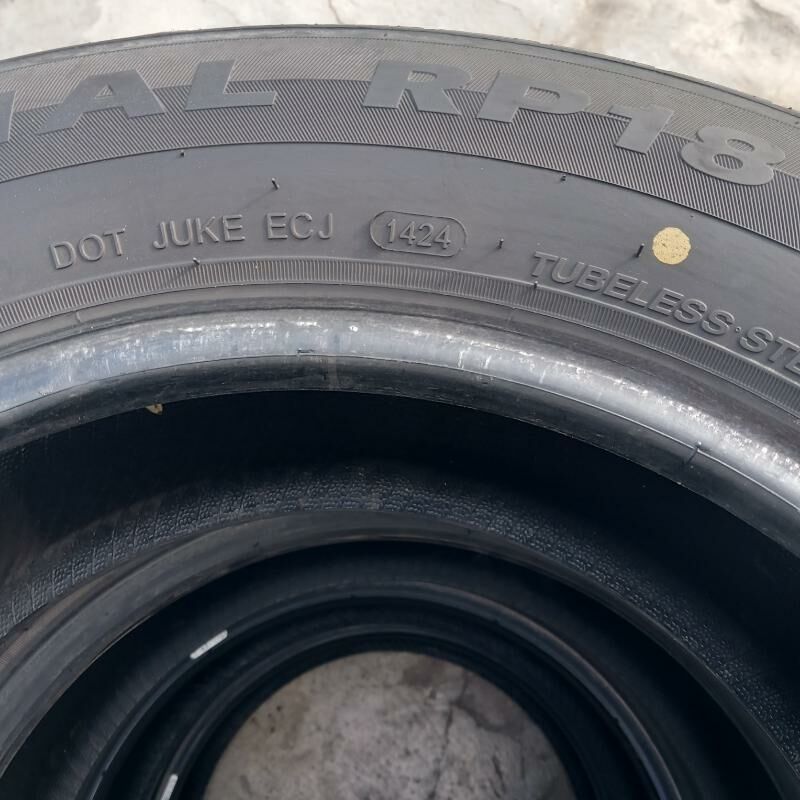 IAL RP18
DOT JUKE ECJ 1424
TUBELESS·STE